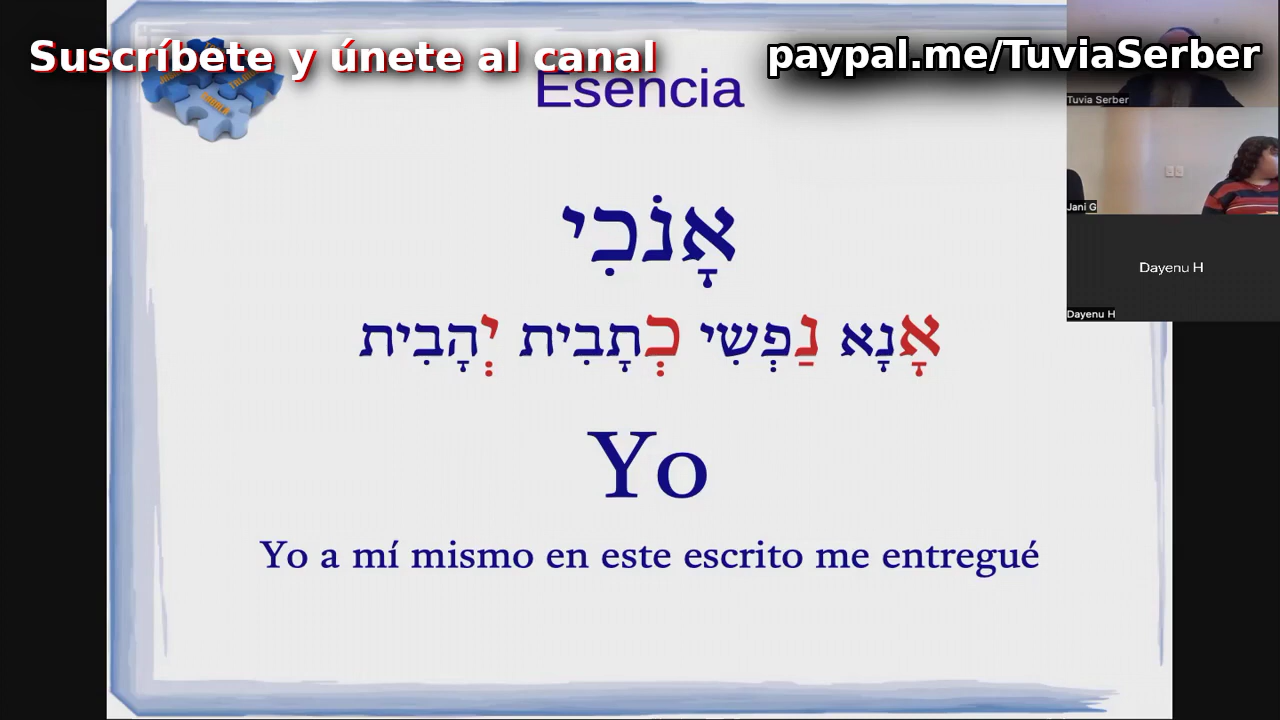 Suscríbete y únete al canal
paypal.me/TuviaSerber
Esencia
אָנֹכִי
אָנָא נַפְשִׁי כְּתָבִית יְהָבִית
Yo
Yo a mí mismo en este escrito me entregué
Tuvia Serber
Jani G
Dayenu H
Dayenu H